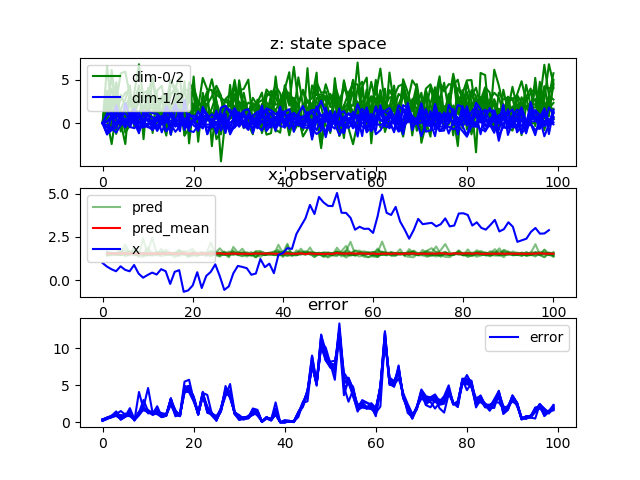 z: state space
5
0
dim-0/2
dim-1/2
0 20 40 60 80 100
x: observation
5.0
2.5
0.0
pred
pred_mean
x
0 20 40 60 80 100
error
10
5
0
error
0 20 40 60 80 100